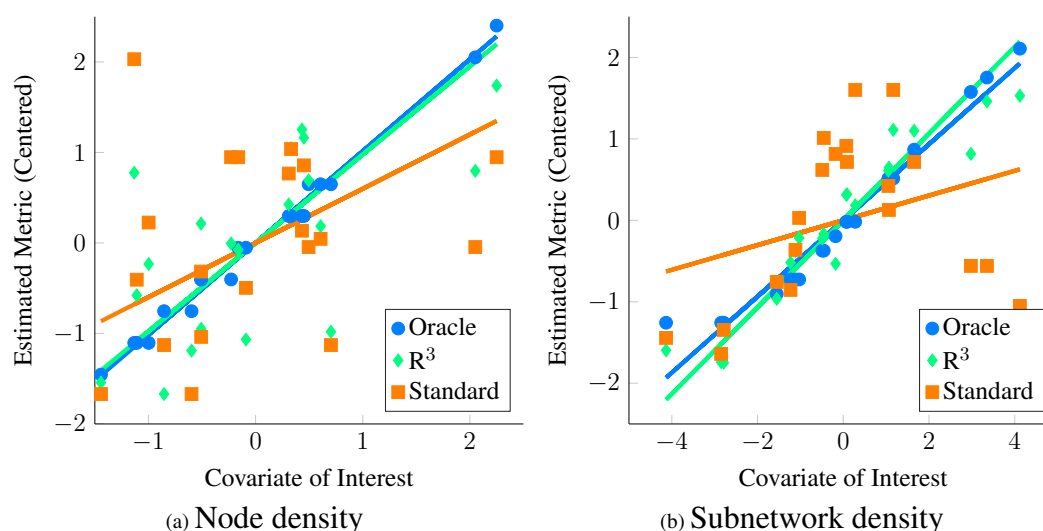 2
1
0
−1
−2
−1
0
1
2
Estimated Metric (Centered)
Covariate of Interest
Oracle
R³
Standard
(a) Node density
2
1
0
−1
−2
−4
−2
0
2
4
Estimated Metric (Centered)
Covariate of Interest
Oracle
R³
Standard
(b) Subnetwork density